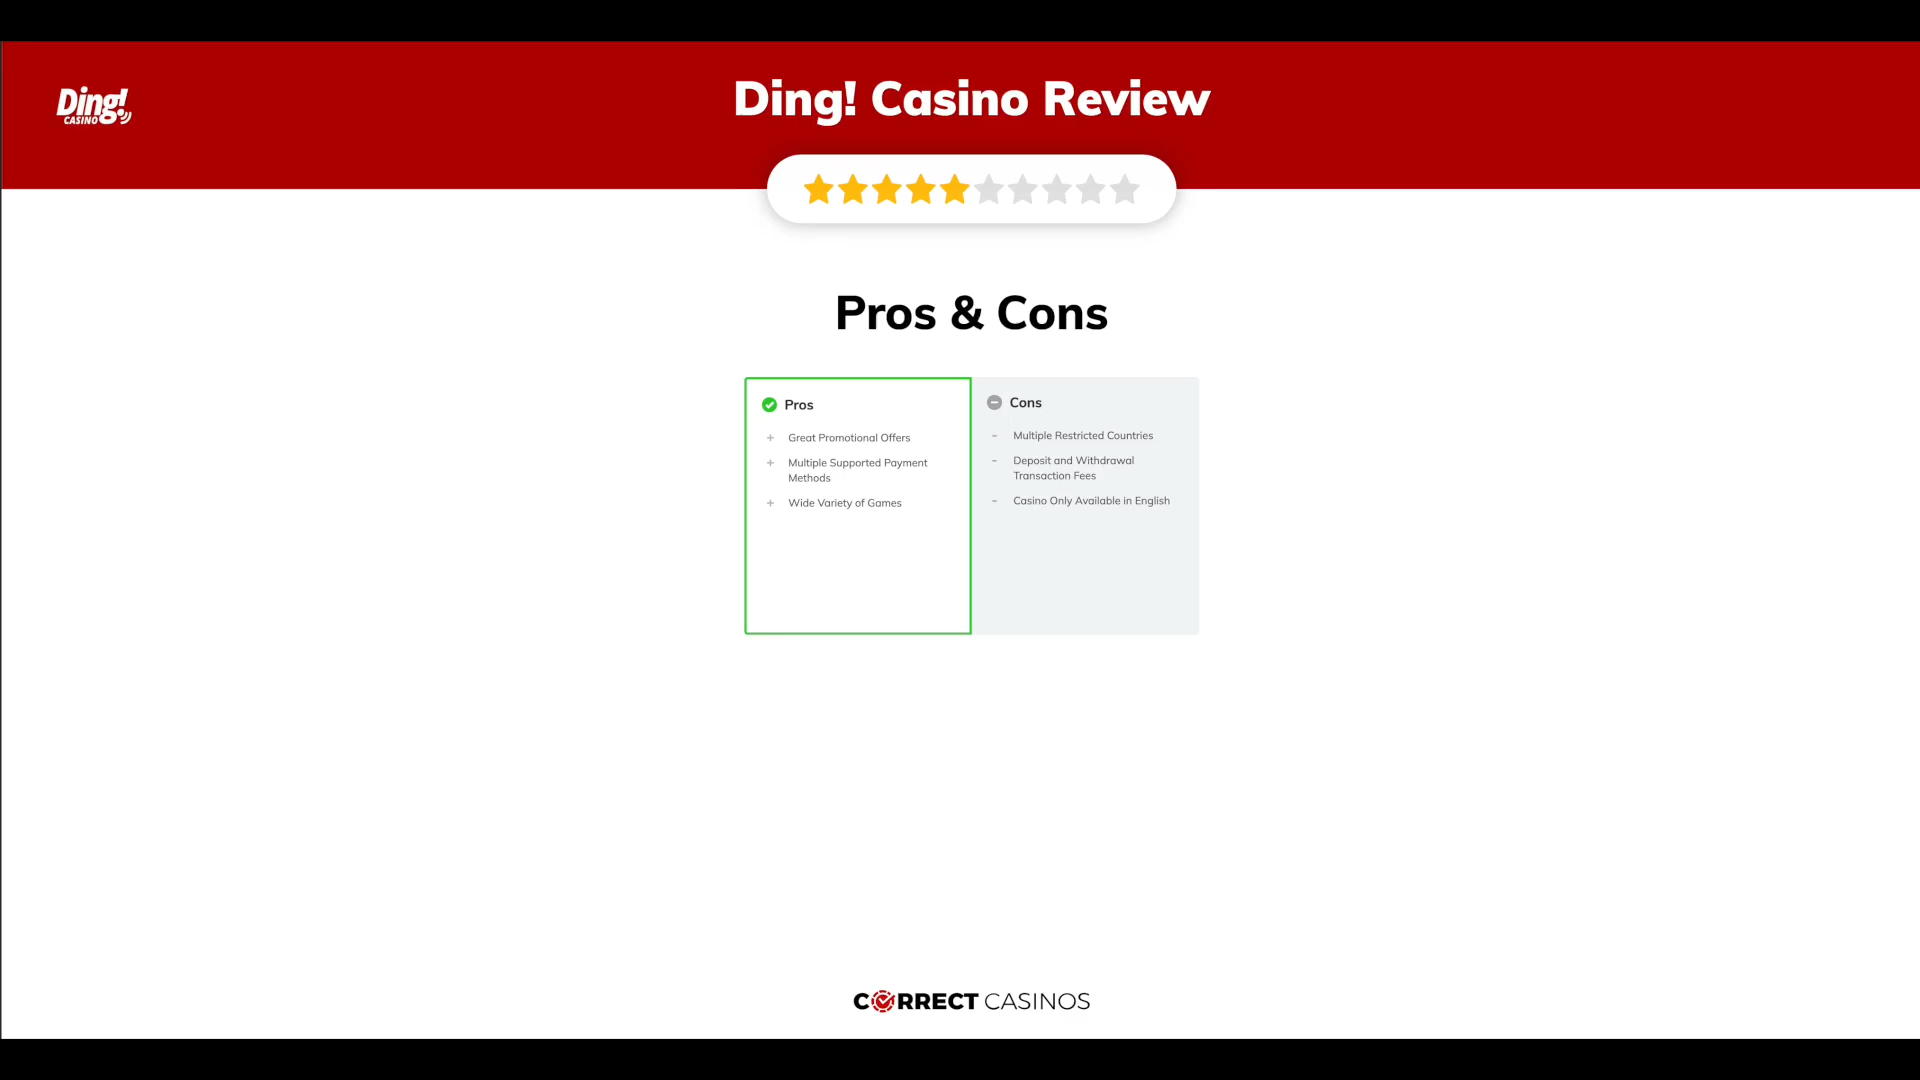 Ding!
CASINO
Ding! Casino Review
Pros & Cons
Pros
+ Great Promotional Offers
+ Multiple Supported Payment
Methods
+ Wide Variety of Games
Cons
- Multiple Restricted Countries
- Deposit and Withdrawal
Transaction Fees
- Casino Only Available in English
CORRECT CASINOS